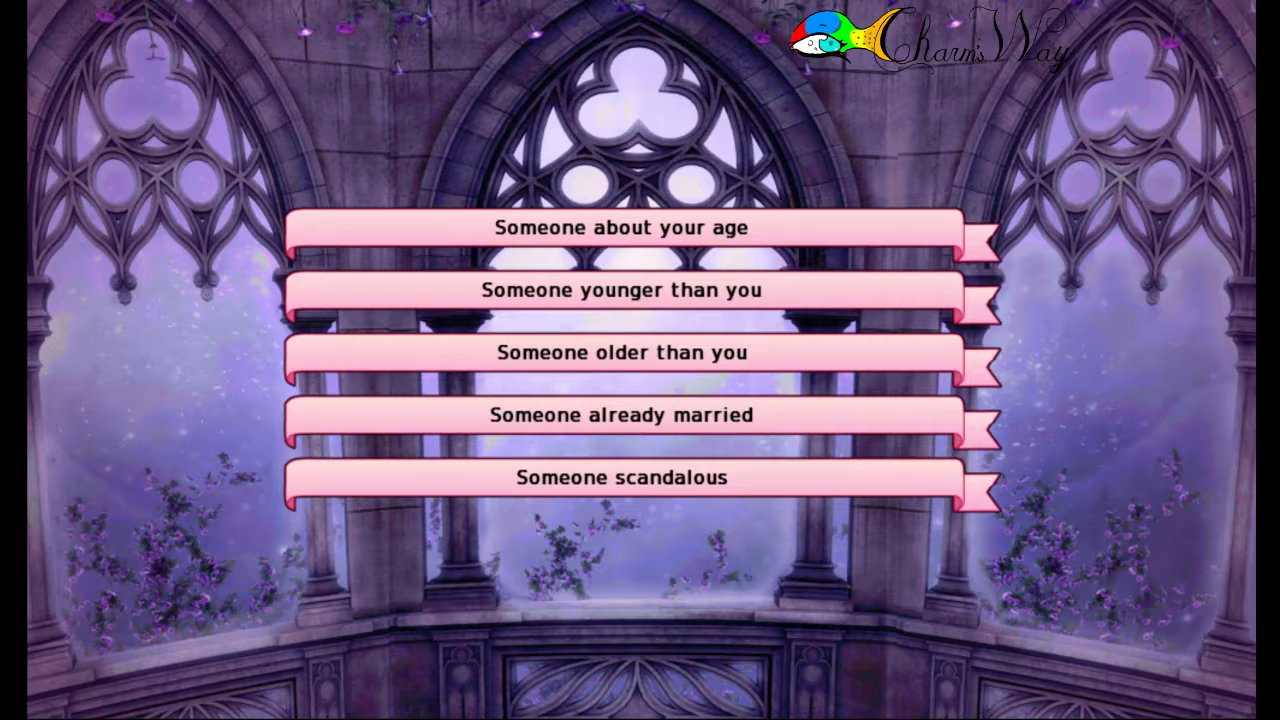 Charm's Way
Someone about your age
Someone younger than you
Someone older than you
Someone already married
Someone scandalous